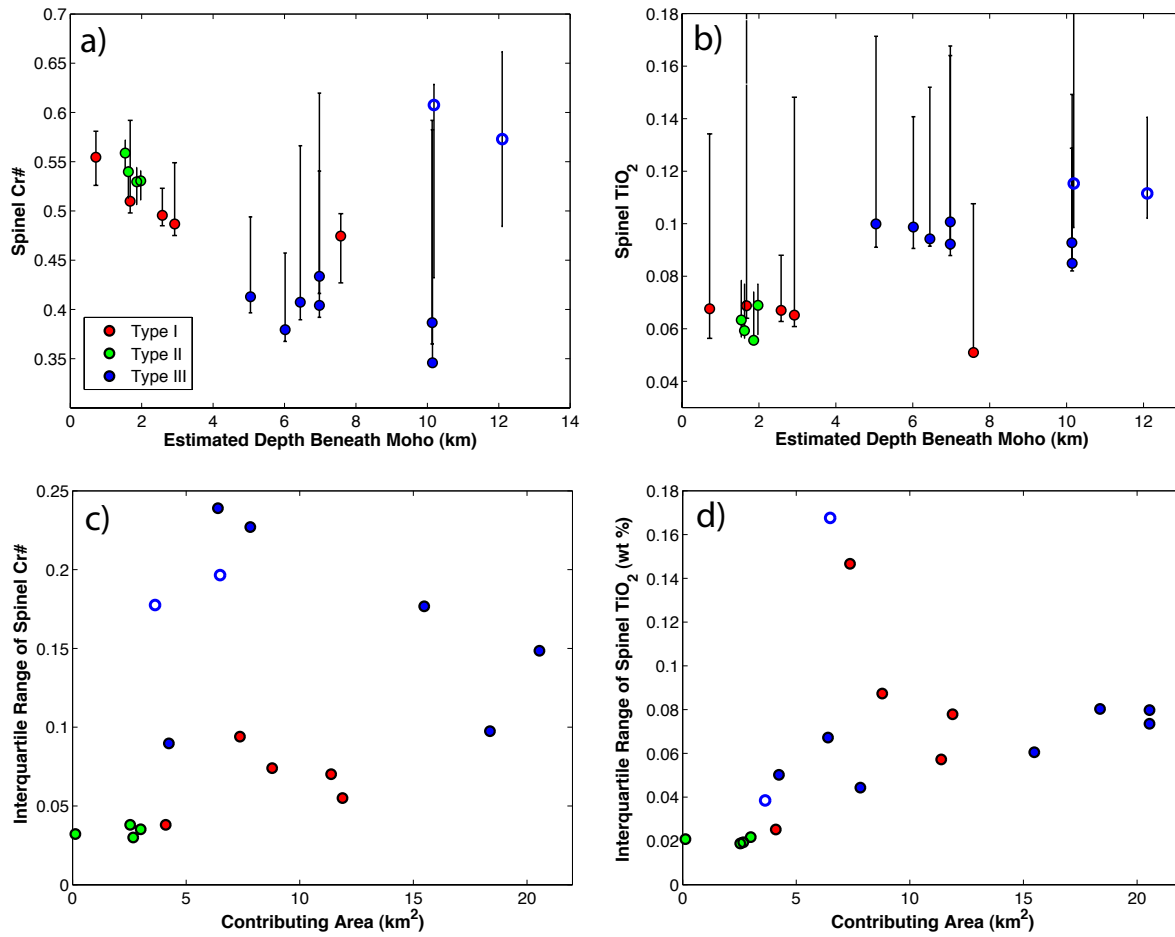 a)
0.65
0.6
0.55
0.5
0.45
0.4
0.35
Spinel Cr#
Type I
Type II
Type III
0 2 4 6 8 10 12 14
Estimated Depth Beneath Moho (km)
b)
0.18
0.16
0.14
0.12
0.1
0.08
0.06
0.04
Spinel TiO2
0 2 4 6 8 10 12
Estimated Depth Beneath Moho (km)
c)
0.25
0.2
0.15
0.1
0.05
0
Interquartile Range of Spinel Cr#
0 5 10 15 20
Contributing Area (km2)
d)
0.18
0.16
0.14
0.12
0.1
0.08
0.06
0.04
0.02
0
Interquartile Range of Spinel TiO2 (wt %)
0 5 10 15 20
Contributing Area (km2)